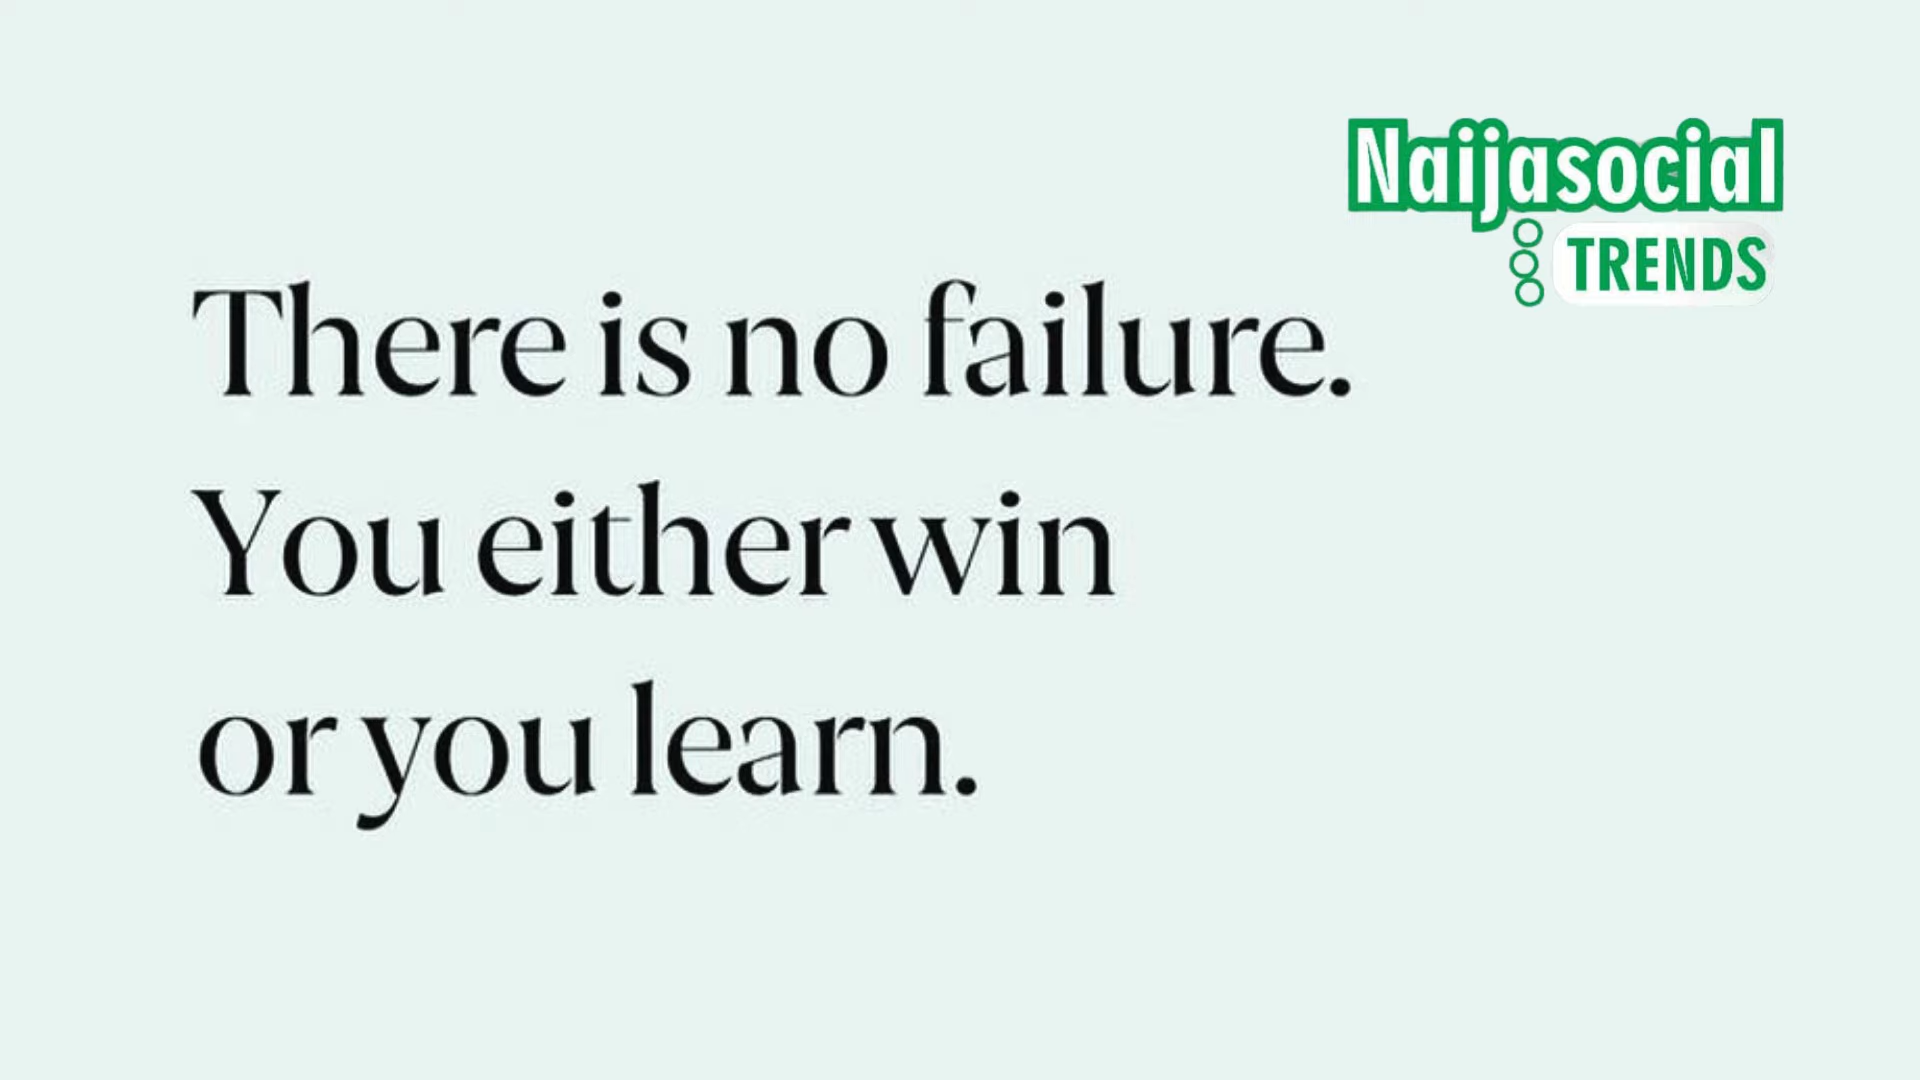 Naijasocial
TRENDS
There is no failure.
You either win
or you learn.